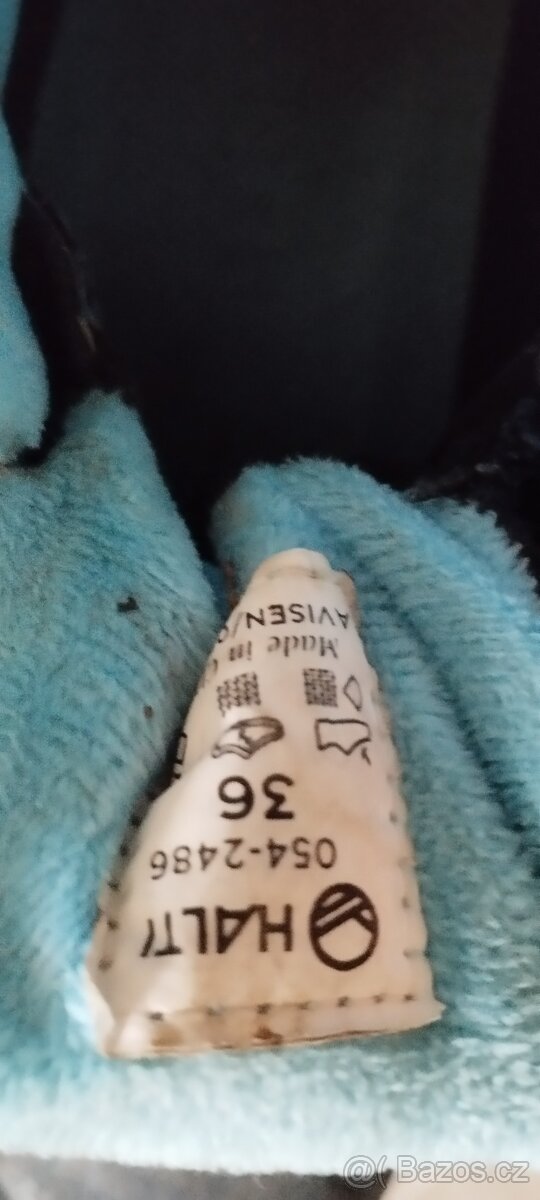 HALTI
054-2486
36
Made in
AVISEN/
@( Bazos.cz